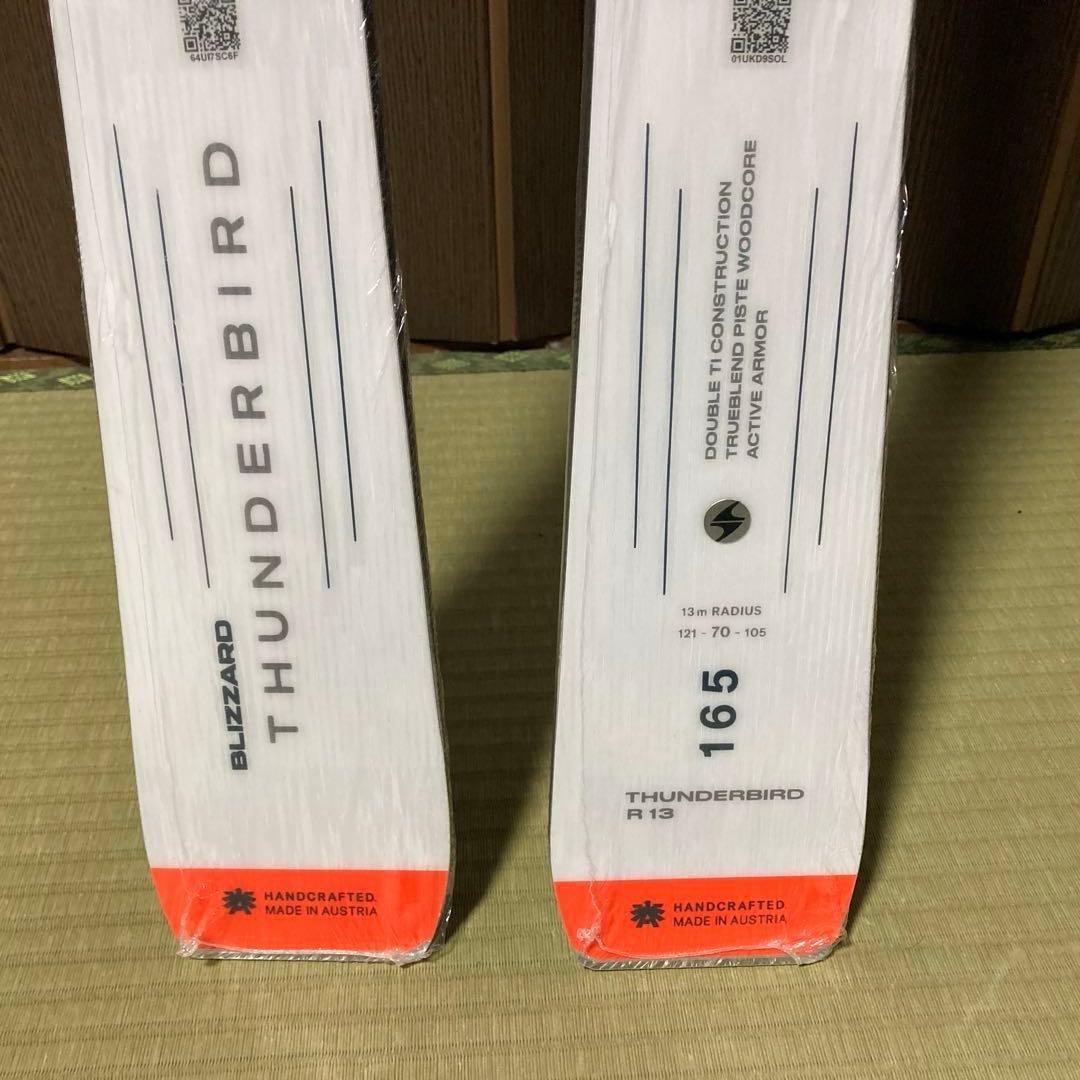 64UI7SC6F
THUNDERBIRD
BLIZZARD
HANDCRAFTED
MADE IN AUSTRIA
01UKD9SOL
DOUBLE TI CONSTRUCTION
TRUEBLEND PISTE WOODCORE
ACTIVE ARMOR
13m RADIUS
121 - 70 - 105
165
THUNDERBIRD
R 13
HANDCRAFTED
MADE IN AUSTRIA